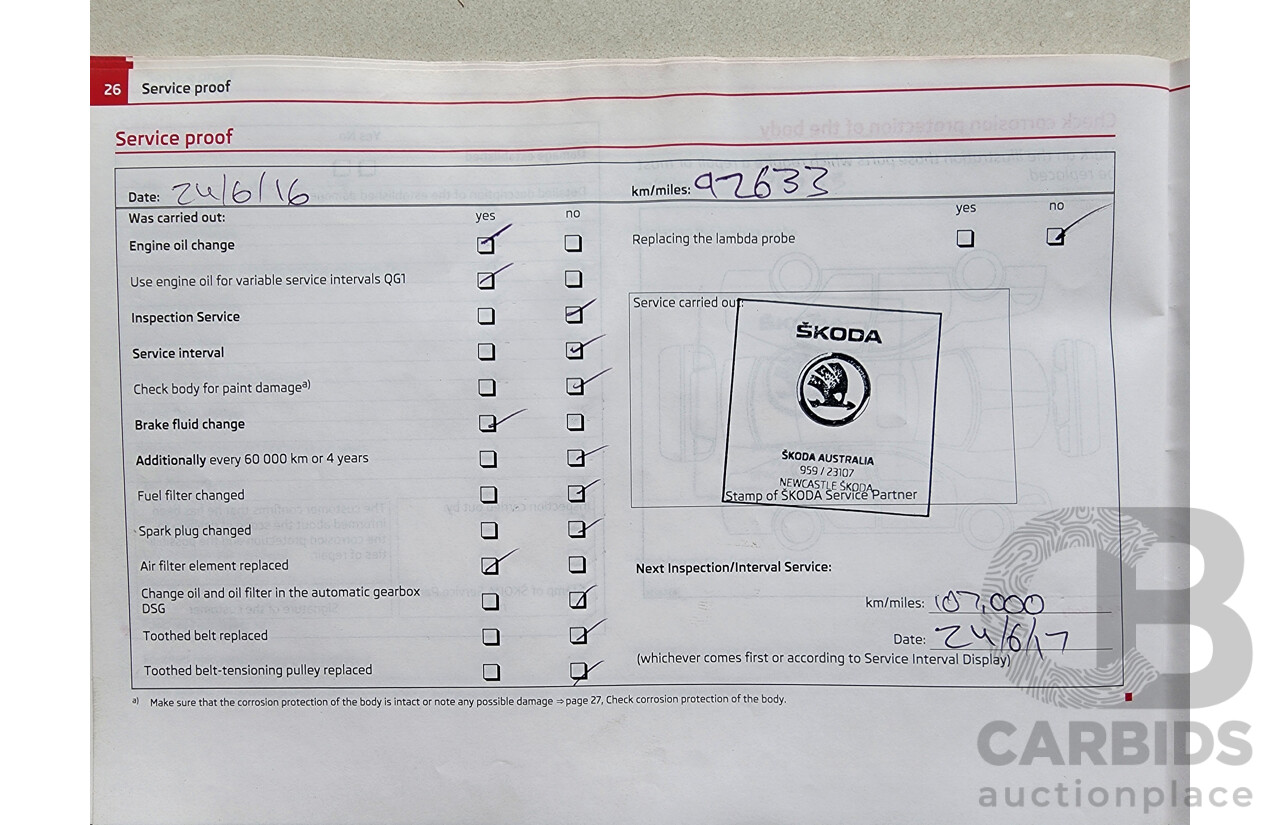 26 Service proof
Service proof
Date: 24/6/16
km/miles: 92633
Was carried out: yes no
Engine oil change
Use engine oil for variable service intervals QG1
Inspection Service
Service interval
Check body for paint damageᵃ⁾
Brake fluid change
Additionally every 60 000 km or 4 years
Fuel filter changed
Spark plug changed
Air filter element replaced
Change oil and oil filter in the automatic gearbox
DSG
Toothed belt replaced
Toothed belt-tensioning pulley replaced
yes no
Replacing the lambda probe
Service carried out:
ŠKODA
ŠKODA AUSTRALIA
959 / 23107
NEWCASTLE ŠKODA
Stamp of ŠKODA Service Partner
Next Inspection/Interval Service:
km/miles: 107,000
Date: 24/6/17
(whichever comes first or according to Service Interval Display)
a) Make sure that the corrosion protection of the body is intact or note any possible damage ⇒ page 27, Check corrosion protection of the body.
CB
CARBIDS
auctionplace